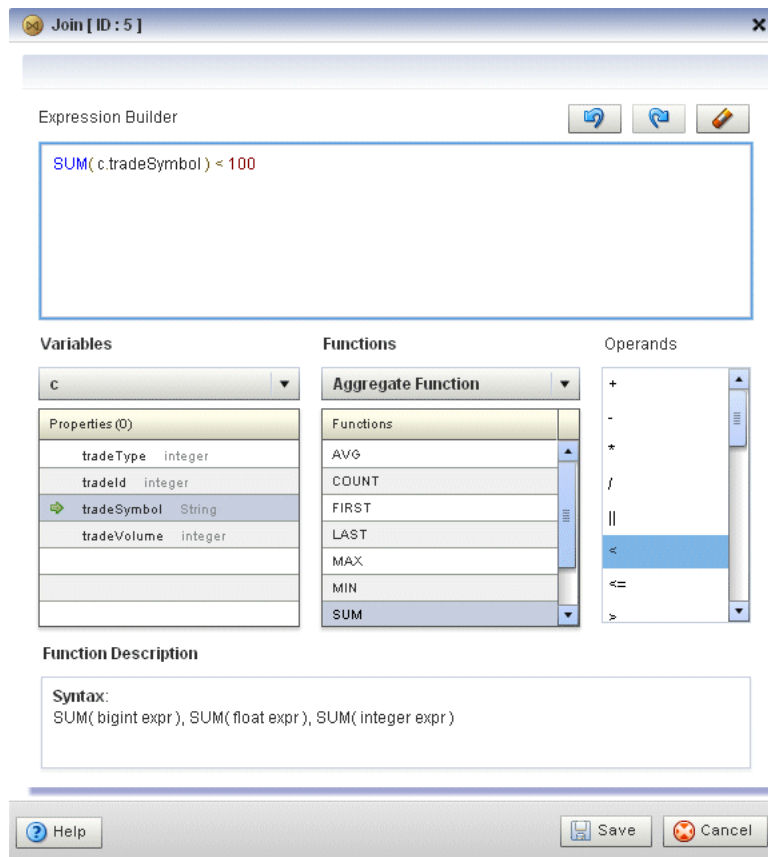 Join [ ID : 5 ]
Expression Builder
SUM( c.tradeSymbol ) < 100
Variables
Functions
Operands
c
Aggregate Function
Properties (0)
tradeType integer
tradeId integer
tradeSymbol String
tradeVolume integer
Functions
AVG
COUNT
FIRST
LAST
MAX
MIN
SUM
+
-
*
/
||
<
<=
>
Function Description
Syntax:
SUM( bigint expr ), SUM( float expr ), SUM( integer expr )
Help
Save
Cancel